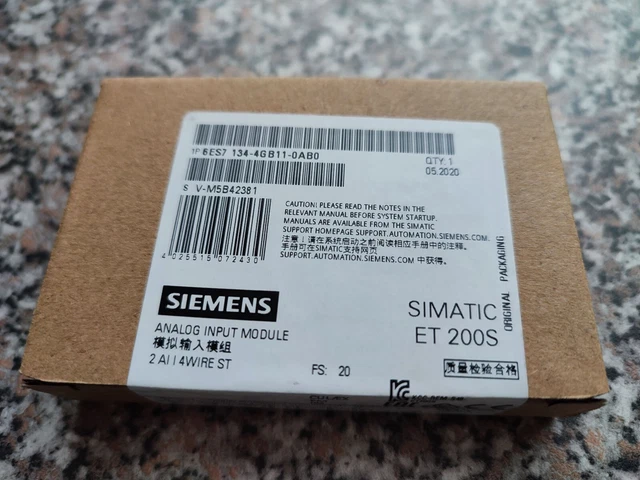 1P 6ES7 134-4GB11-0AB0
QTY: 1
05.2020
S V-M5B42381
CAUTION: PLEASE READ THE NOTES IN THE
RELEVANT MANUAL BEFORE SYSTEM STARTUP.
MANUALS ARE AVAILABLE FROM THE SIMATIC
SUPPORT HOMEPAGE SUPPORT.AUTOMATION.SIEMENS.COM.
注意！请在系统启动之前阅读相应手册中的注释。
手册可在SIMATIC支持网页
SUPPORT.AUTOMATION.SIEMENS.COM 中获得。
4 025515 072430
ORIGINAL PACKAGING
SIEMENS
SIMATIC
ET 200S
ANALOG INPUT MODULE
模拟输入模组
2 AI I 4WIRE ST
FS: 20
质量检验合格